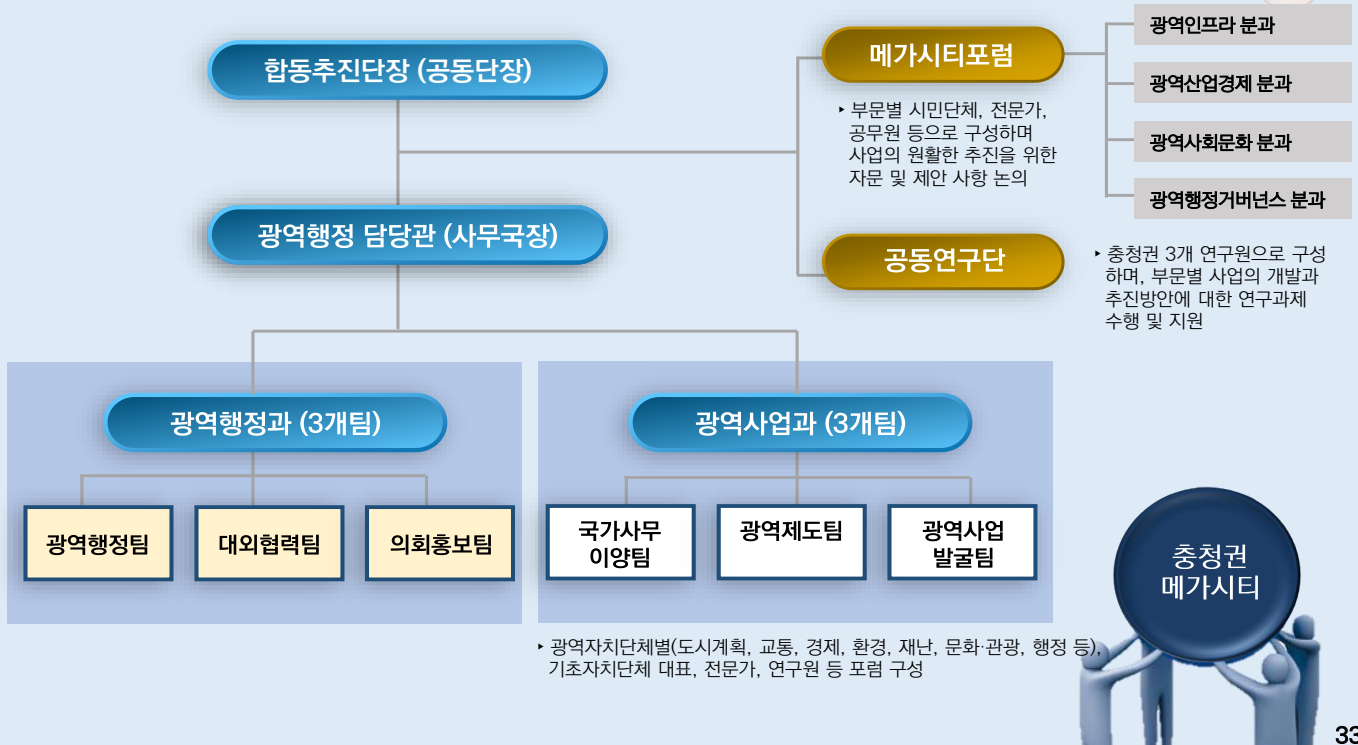 합동추진단장 (공동단장)
메가시티포럼
광역인프라 분과
광역산업경제 분과
광역사회문화 분과
광역행정거버넌스 분과
‣ 부문별 시민단체, 전문가,
공무원 등으로 구성하며
사업의 원활한 추진을 위한
자문 및 제안 사항 논의
광역행정 담당관 (사무국장)
공동연구단
‣ 충청권 3개 연구원으로 구성
하며, 부문별 사업의 개발과
추진방안에 대한 연구과제
수행 및 지원
광역행정과 (3개팀)
광역행정팀
대외협력팀
의회홍보팀
광역사업과 (3개팀)
국가사무
이양팀
광역제도팀
광역사업
발굴팀
‣ 광역자치단체별(도시계획, 교통, 경제, 환경, 재난, 문화·관광, 행정 등),
기초자치단체 대표, 전문가, 연구원 등 포럼 구성
충청권
메가시티
33